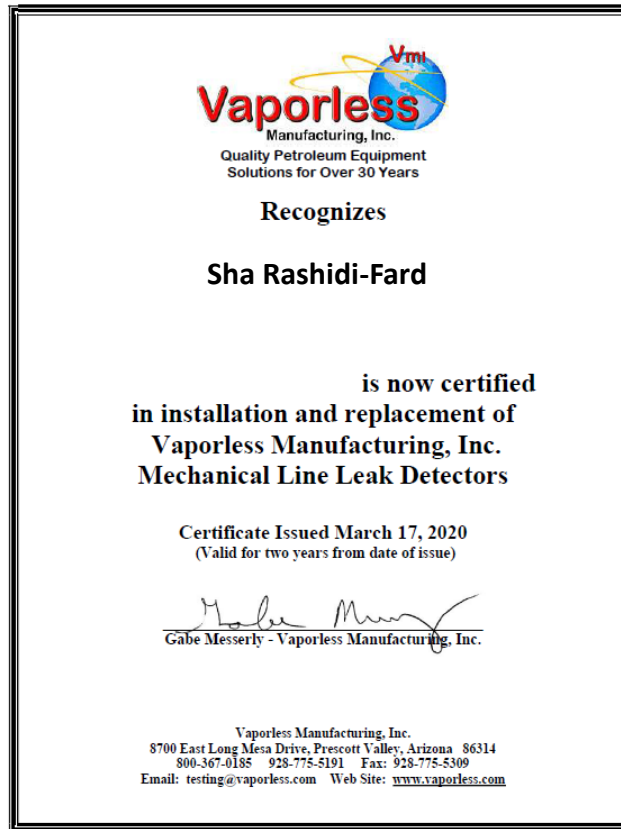 Vmi
Vaporless
Manufacturing, Inc.
Quality Petroleum Equipment
Solutions for Over 30 Years
Recognizes
Sha Rashidi-Fard
is now certified
in installation and replacement of
Vaporless Manufacturing, Inc.
Mechanical Line Leak Detectors
Certificate Issued March 17, 2020
(Valid for two years from date of issue)
Gabe Messerly - Vaporless Manufacturing, Inc.
Vaporless Manufacturing, Inc.
8700 East Long Mesa Drive, Prescott Valley, Arizona 86314
800-367-0185 928-775-5191 Fax: 928-775-5309
Email: testing@vaporless.com Web Site: www.vaporless.com